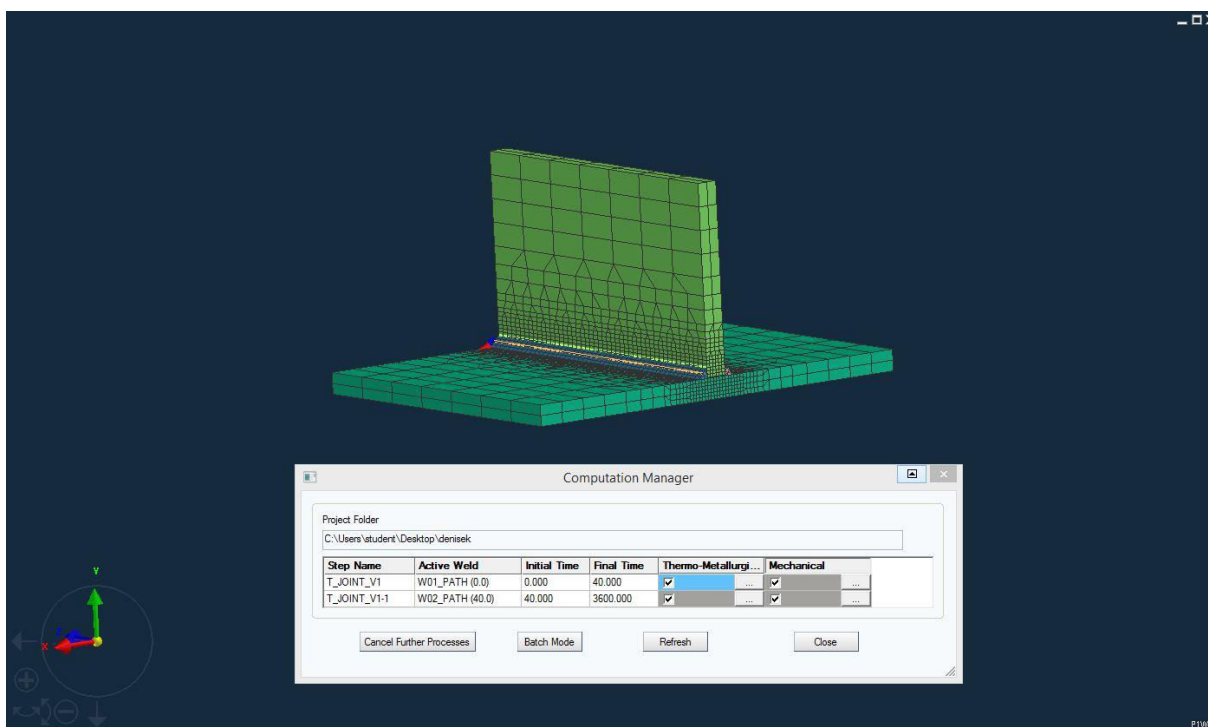 Computation Manager
Project Folder
C:\Users\student\Desktop\denisek
Step Name Active Weld Initial Time Final Time Thermo-Metallurgi... Mechanical
T_JOINT_V1 W01_PATH (0.0) 0.000 40.000 ... ...
T_JOINT_V1-1 W02_PATH (40.0) 40.000 3600.000 ... ...
Cancel Further Processes Batch Mode Refresh Close
Y
X